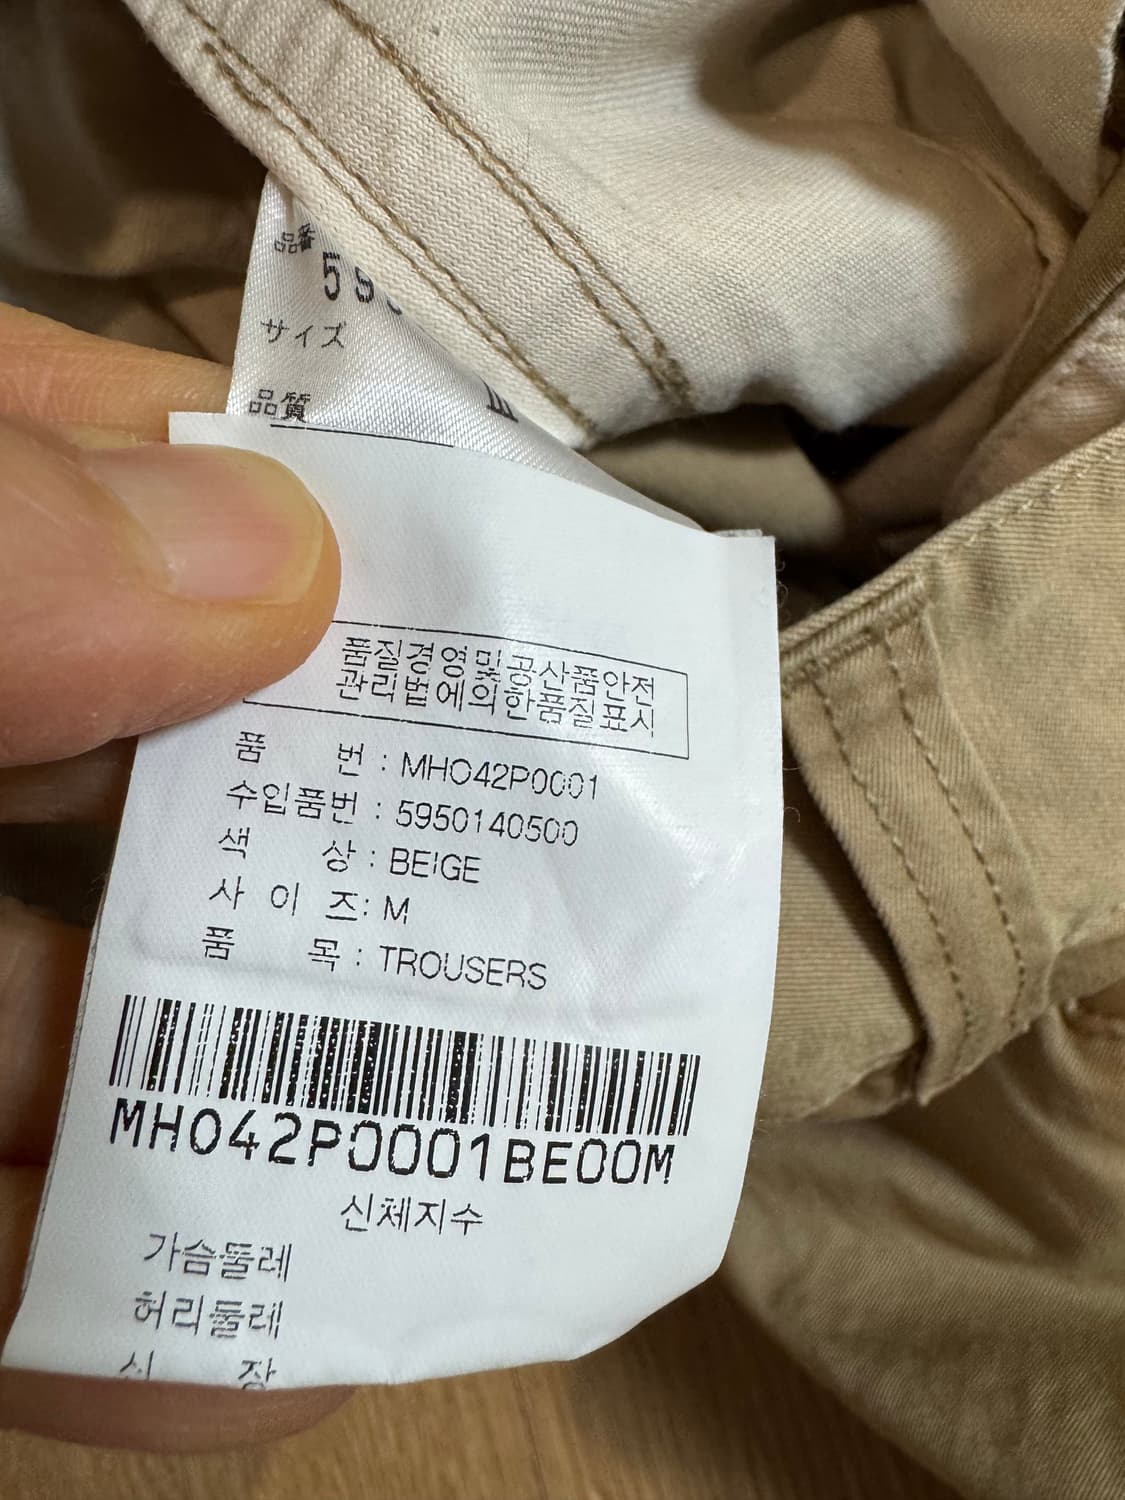 品番
595
サイズ
品質
품질경영및공산품안전
관리법에의한품질표시
품 번 : MHO42P0001
수입품번 : 5950140500
색 상 : BEIGE
사 이 즈: M
품 목 : TROUSERS
MHO42P0001BE00M
신체지수
가슴둘레
허리둘레
신 장